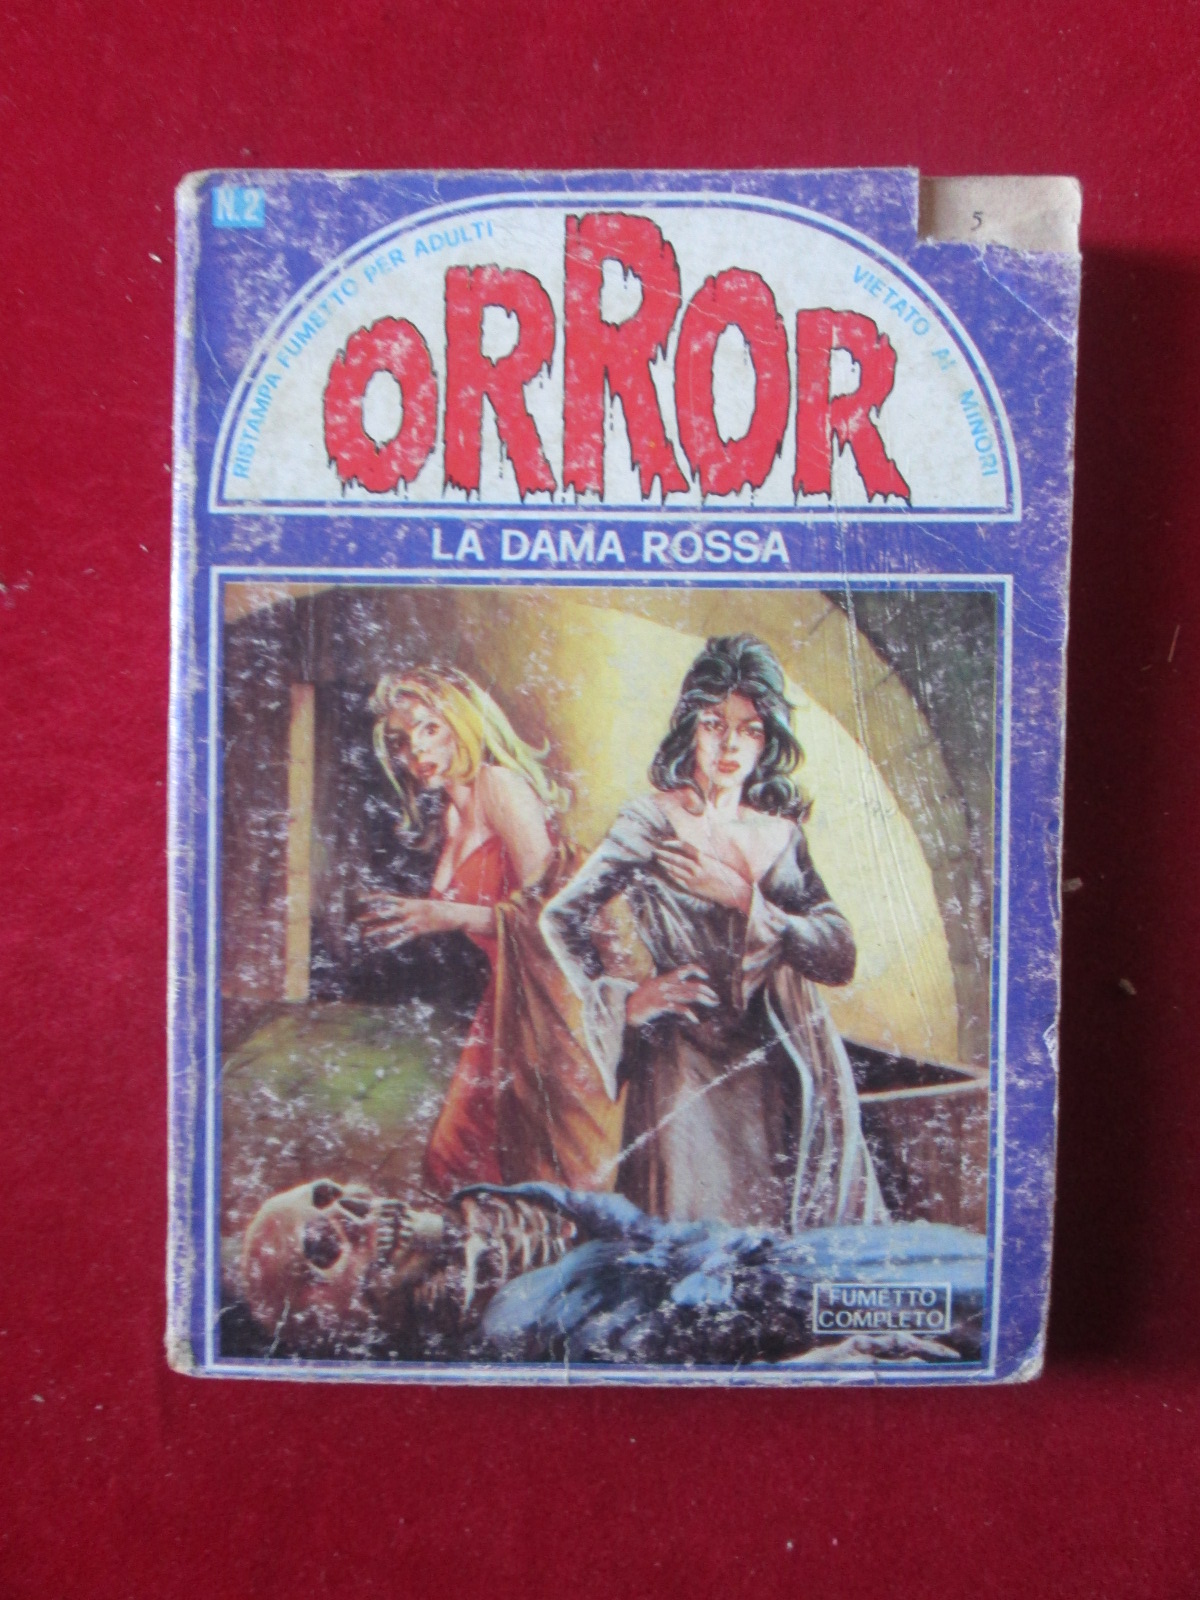 N.2
5
RISTAMPA FUMETTO PER ADULTI
VIETATO AI MINORI
ORROR
LA DAMA ROSSA
FUMETTO
COMPLETO